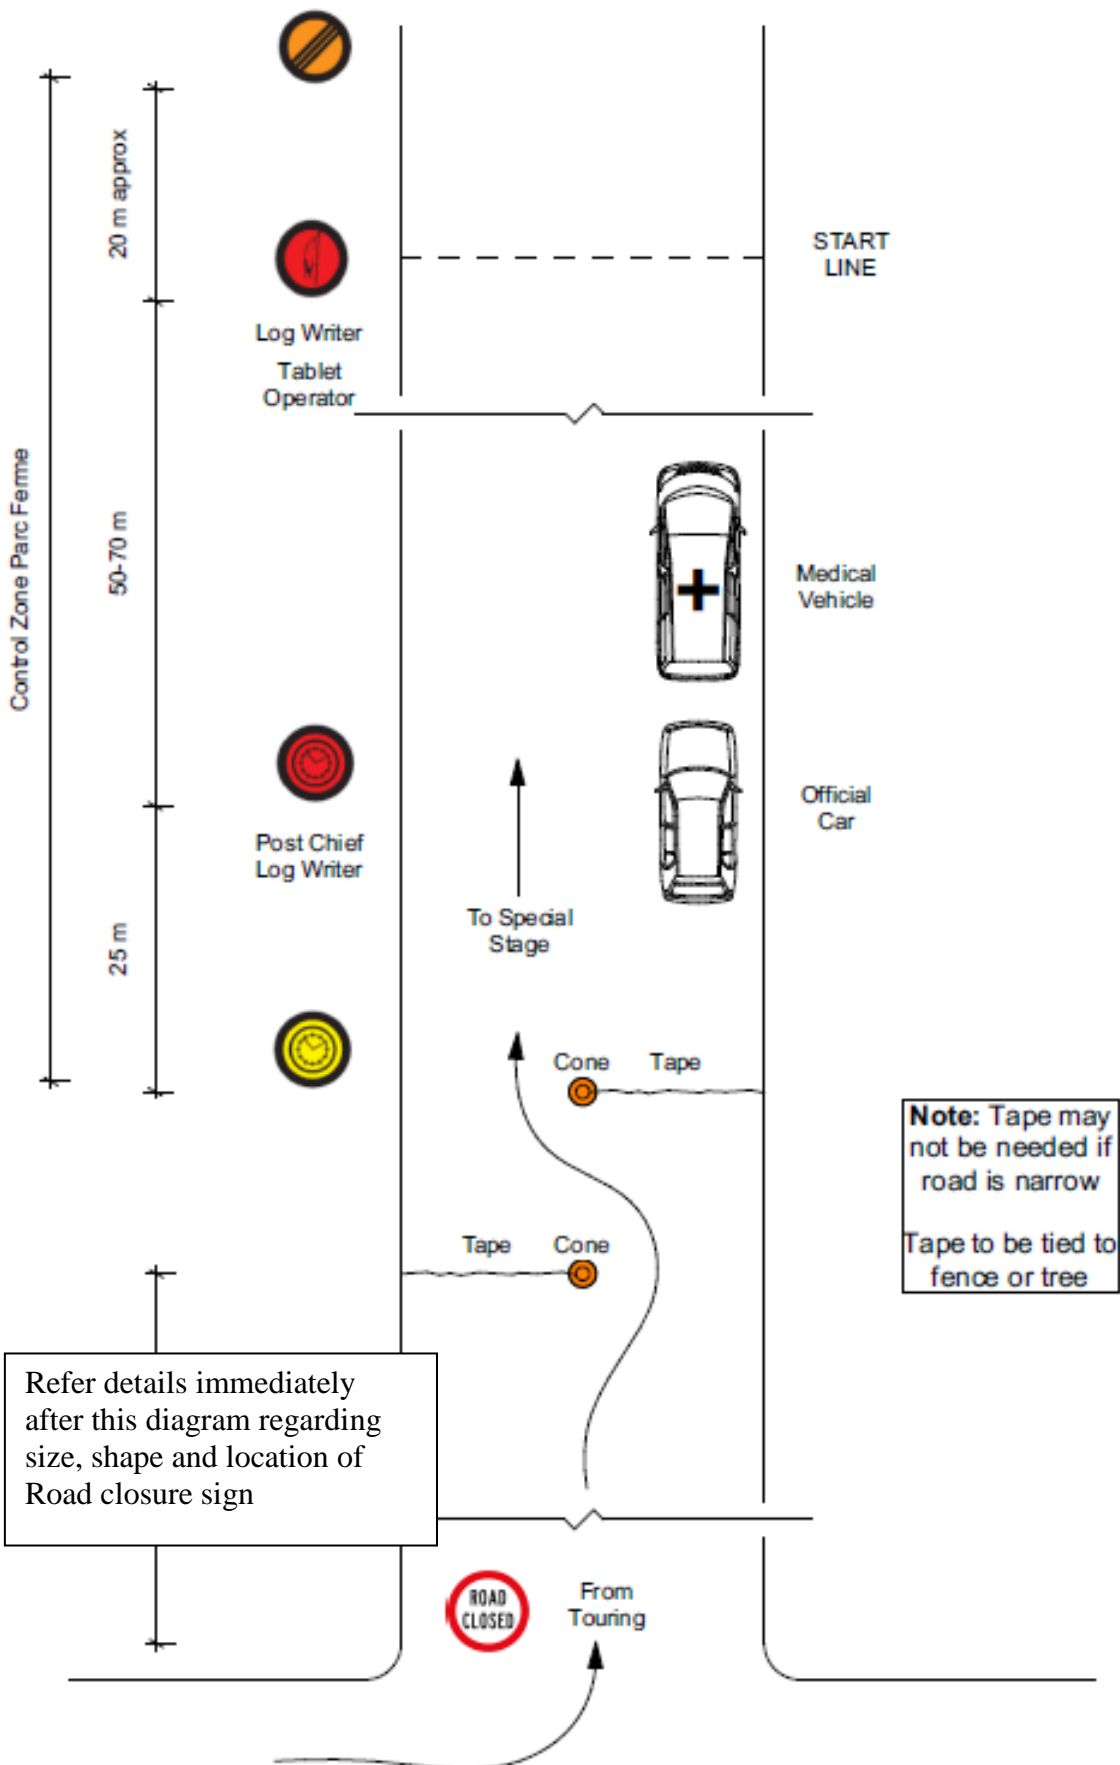 20 m approx
START
LINE
Log Writer
Tablet
Operator
Control Zone Parc Ferme
50-70 m
Medical
Vehicle
Official
Car
Post Chief
Log Writer
To Special
Stage
25 m
Cone
Tape
Note: Tape may
not be needed if
road is narrow
Tape to be tied to
fence or tree
Tape
Cone
Refer details immediately
after this diagram regarding
size, shape and location of
Road closure sign
ROAD
CLOSED
From
Touring